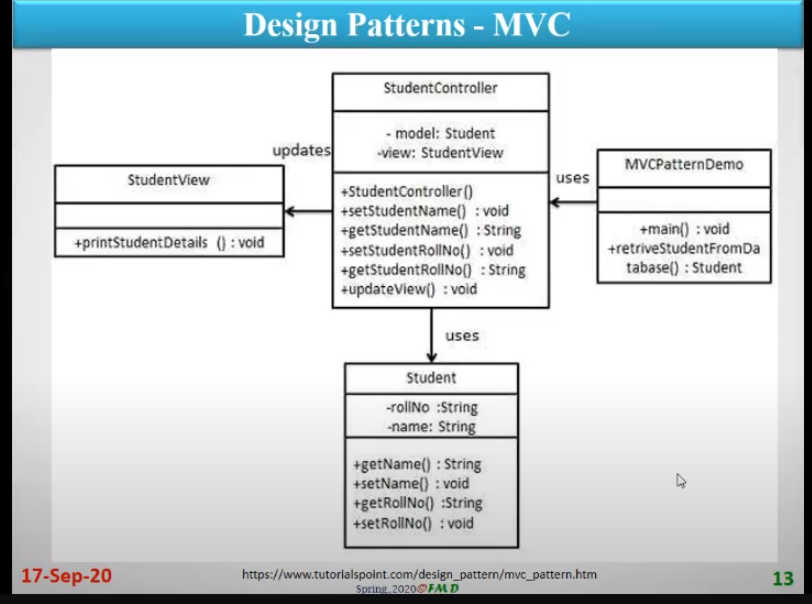 Design Patterns - MVC
StudentController
- model: Student
-view: StudentView
+StudentController()
+setStudentName() : void
+getStudentName() : String
+setStudentRollNo() : void
+getStudentRollNo() : String
+updateView() : void
updates
StudentView
+printStudentDetails () : void
uses
MVCPatternDemo
+main() : void
+retriveStudentFromDa
tabase() : Student
uses
Student
-rollNo :String
-name: String
+getName() : String
+setName() : void
+getRollNo() :String
+setRollNo() : void
17-Sep-20
https://www.tutorialspoint.com/design_pattern/mvc_pattern.htm
Spring_2020©FMD
13